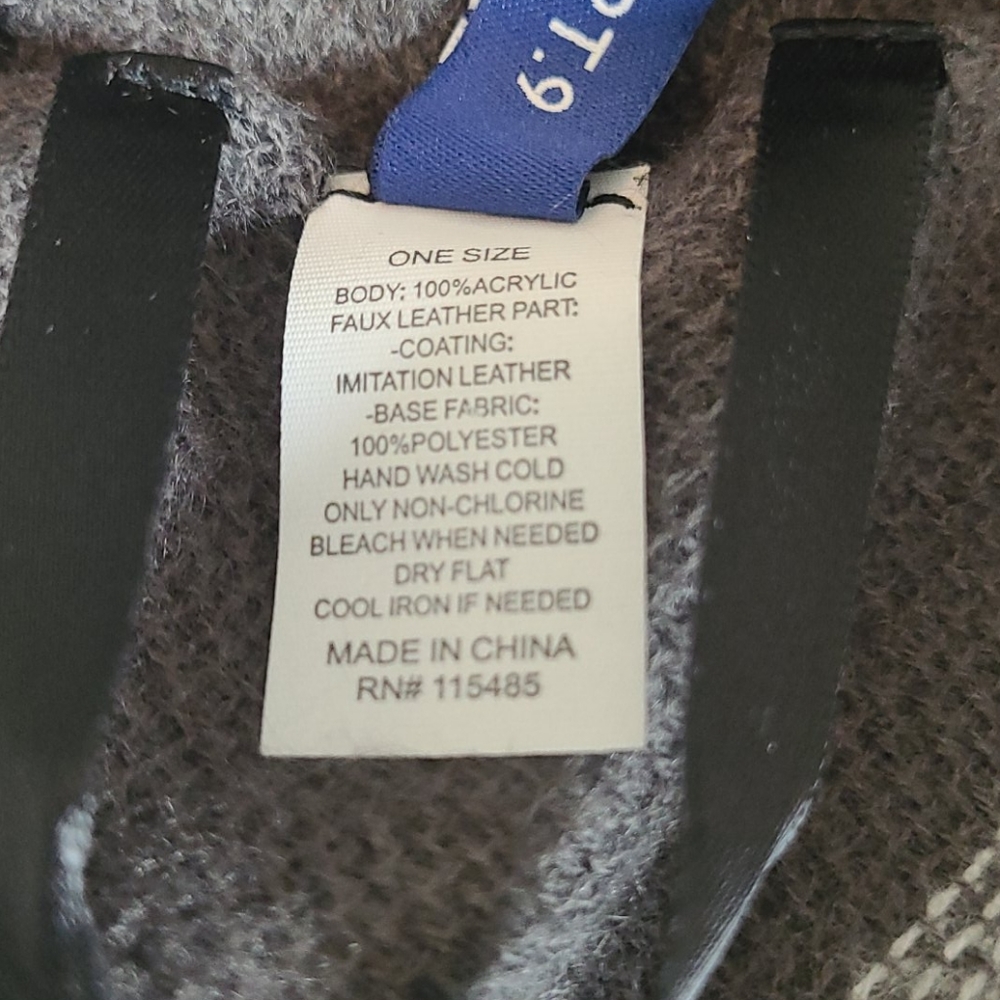 ONE SIZE
BODY: 100%ACRYLIC
FAUX LEATHER PART:
-COATING:
IMITATION LEATHER
-BASE FABRIC:
100%POLYESTER
HAND WASH COLD
ONLY NON-CHLORINE
BLEACH WHEN NEEDED
DRY FLAT
COOL IRON IF NEEDED
MADE IN CHINA
RN# 115485